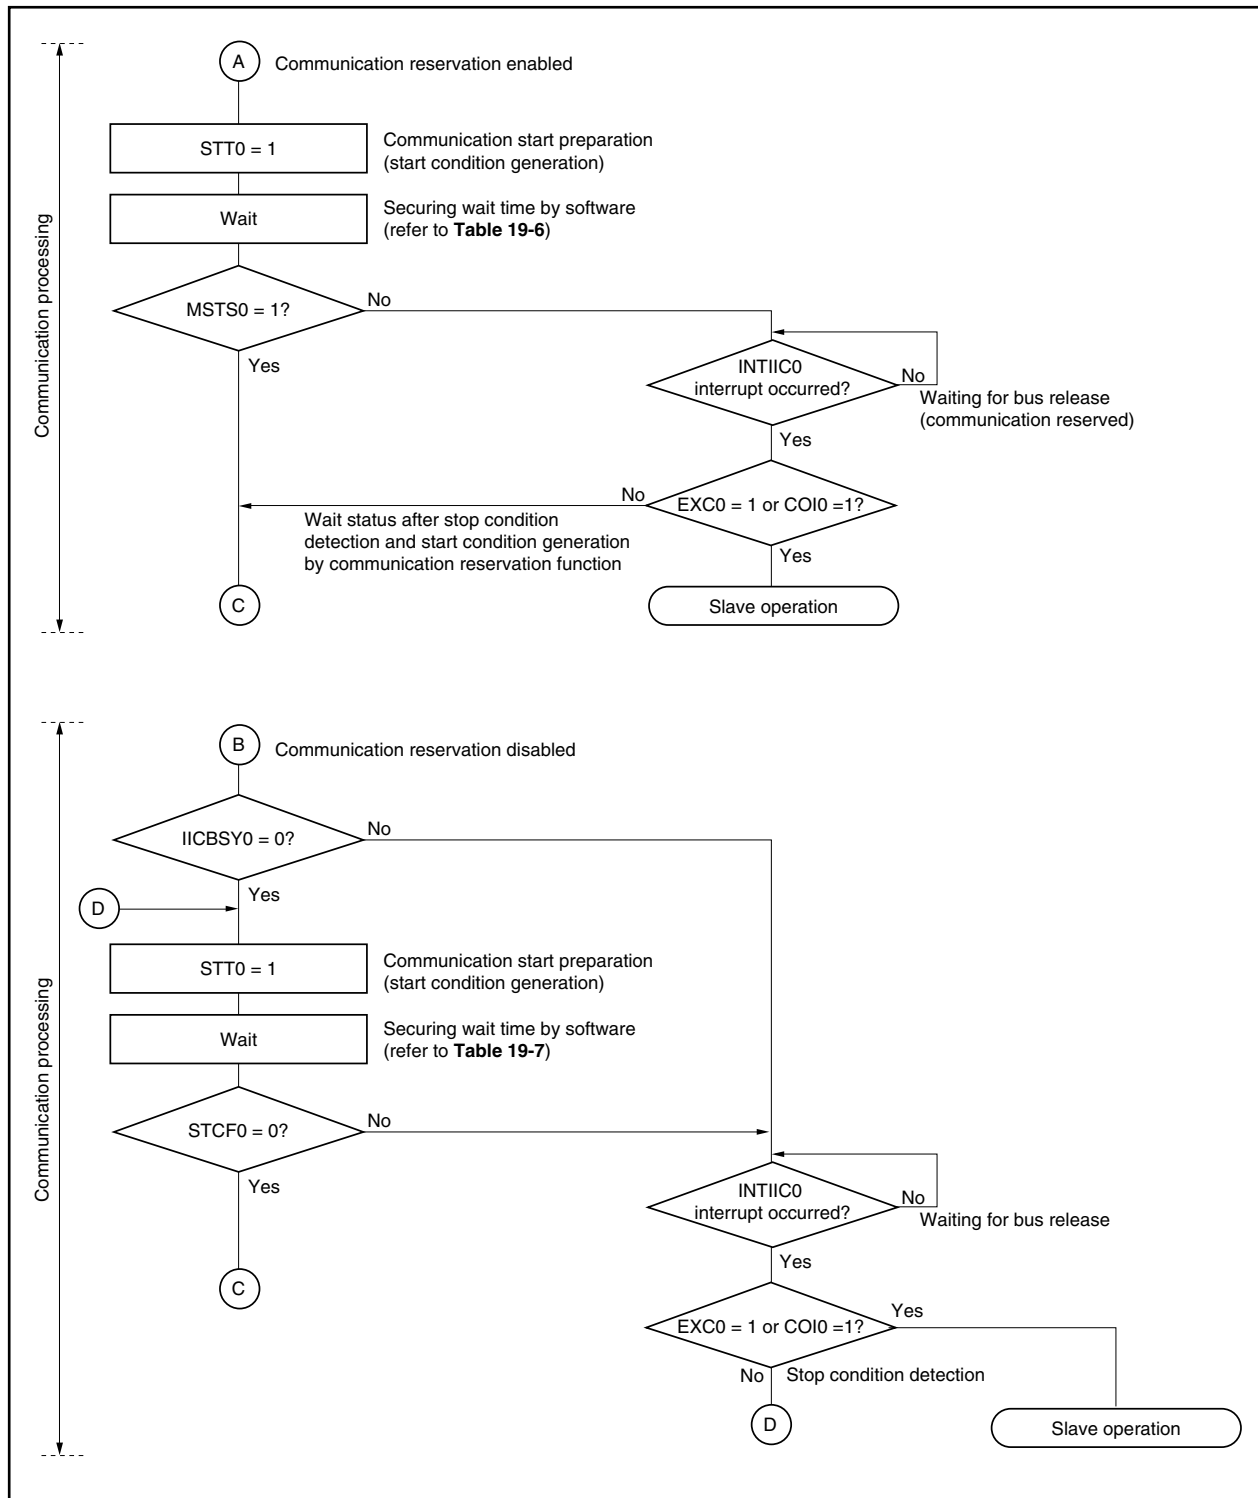 A
Communication reservation enabled
STT0 = 1
Communication start preparation
(start condition generation)
Wait
Securing wait time by software
(refer to Table 19-6)
MSTS0 = 1?
No
Yes
INTIIC0
interrupt occurred?
No
Waiting for bus release
(communication reserved)
Yes
EXC0 = 1 or COI0 =1?
No
Wait status after stop condition
detection and start condition generation
by communication reservation function
Yes
C
Slave operation
Communication processing
B
Communication reservation disabled
IICBSY0 = 0?
No
Yes
D
STT0 = 1
Communication start preparation
(start condition generation)
Wait
Securing wait time by software
(refer to Table 19-7)
STCF0 = 0?
No
Yes
INTIIC0
interrupt occurred?
No
Waiting for bus release
Yes
C
EXC0 = 1 or COI0 =1?
Yes
No
Stop condition detection
D
Slave operation
Communication processing